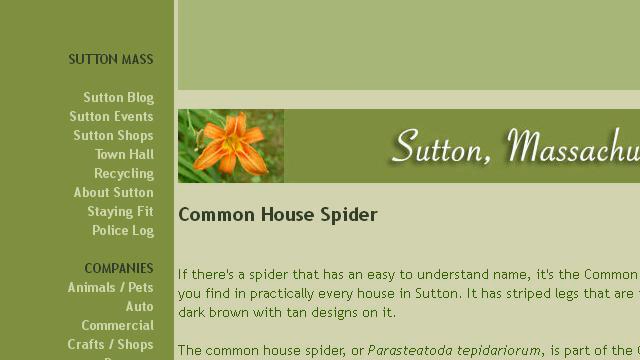 SUTTON MASS
Sutton Blog
Sutton Events
Sutton Shops
Town Hall
Recycling
About Sutton
Staying Fit
Police Log
COMPANIES
Animals / Pets
Auto
Commercial
Crafts / Shops
Sutton, Massachu
Common House Spider
If there's a spider that has an easy to understand name, it's the Common
you find in practically every house in Sutton. It has striped legs that are
dark brown with tan designs on it.
The common house spider, or Parasteatoda tepidariorum, is part of the